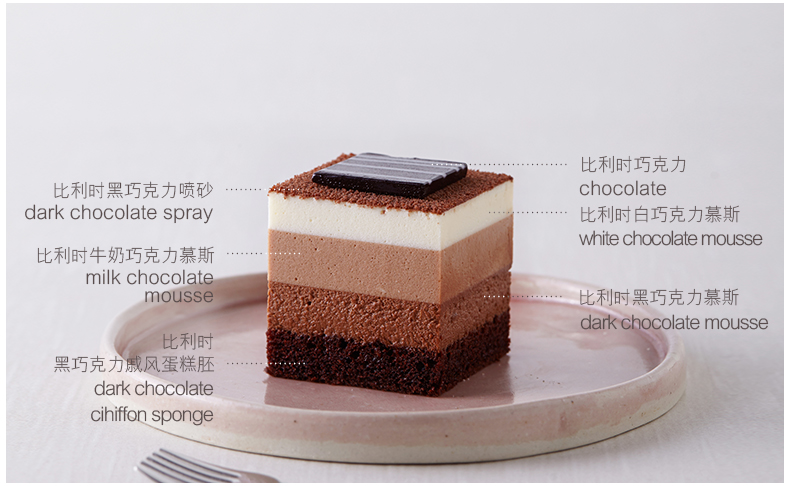 比利时黑巧克力喷砂
dark chocolate spray
比利时牛奶巧克力慕斯
milk chocolate
mousse
比利时
黑巧克力戚风蛋糕胚
dark chocolate
cihiffon sponge
比利时巧克力
chocolate
比利时白巧克力慕斯
white chocolate mousse
比利时黑巧克力慕斯
dark chocolate mousse